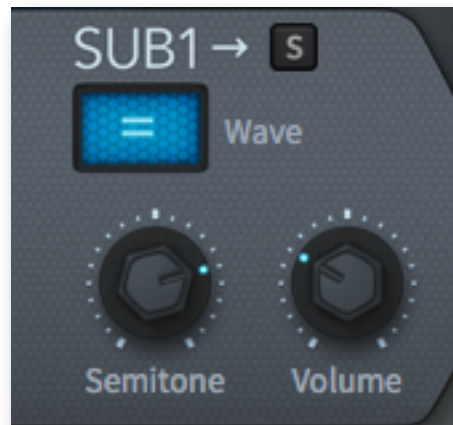 SUB1→ S
= Wave
Semitone Volume